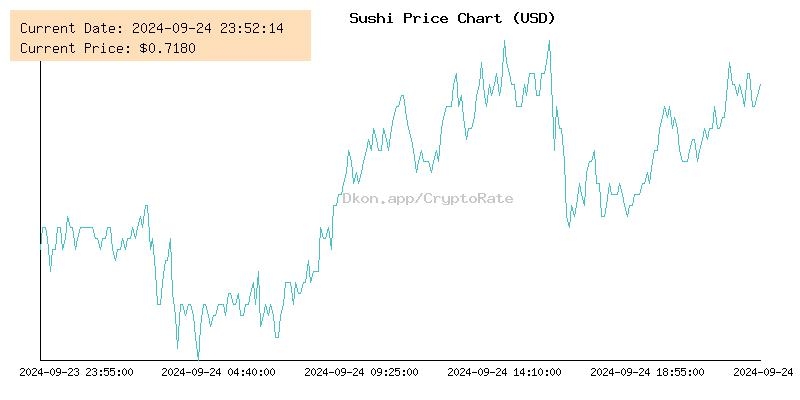 Sushi Price Chart (USD)
Current Date: 2024-09-24 23:52:14
Current Price: $0.7180
Dkon.app/CryptoRate
2024-09-23 23:55:00 2024-09-24 04:40:00 2024-09-24 09:25:00 2024-09-24 14:10:00 2024-09-24 18:55:00 2024-09-24